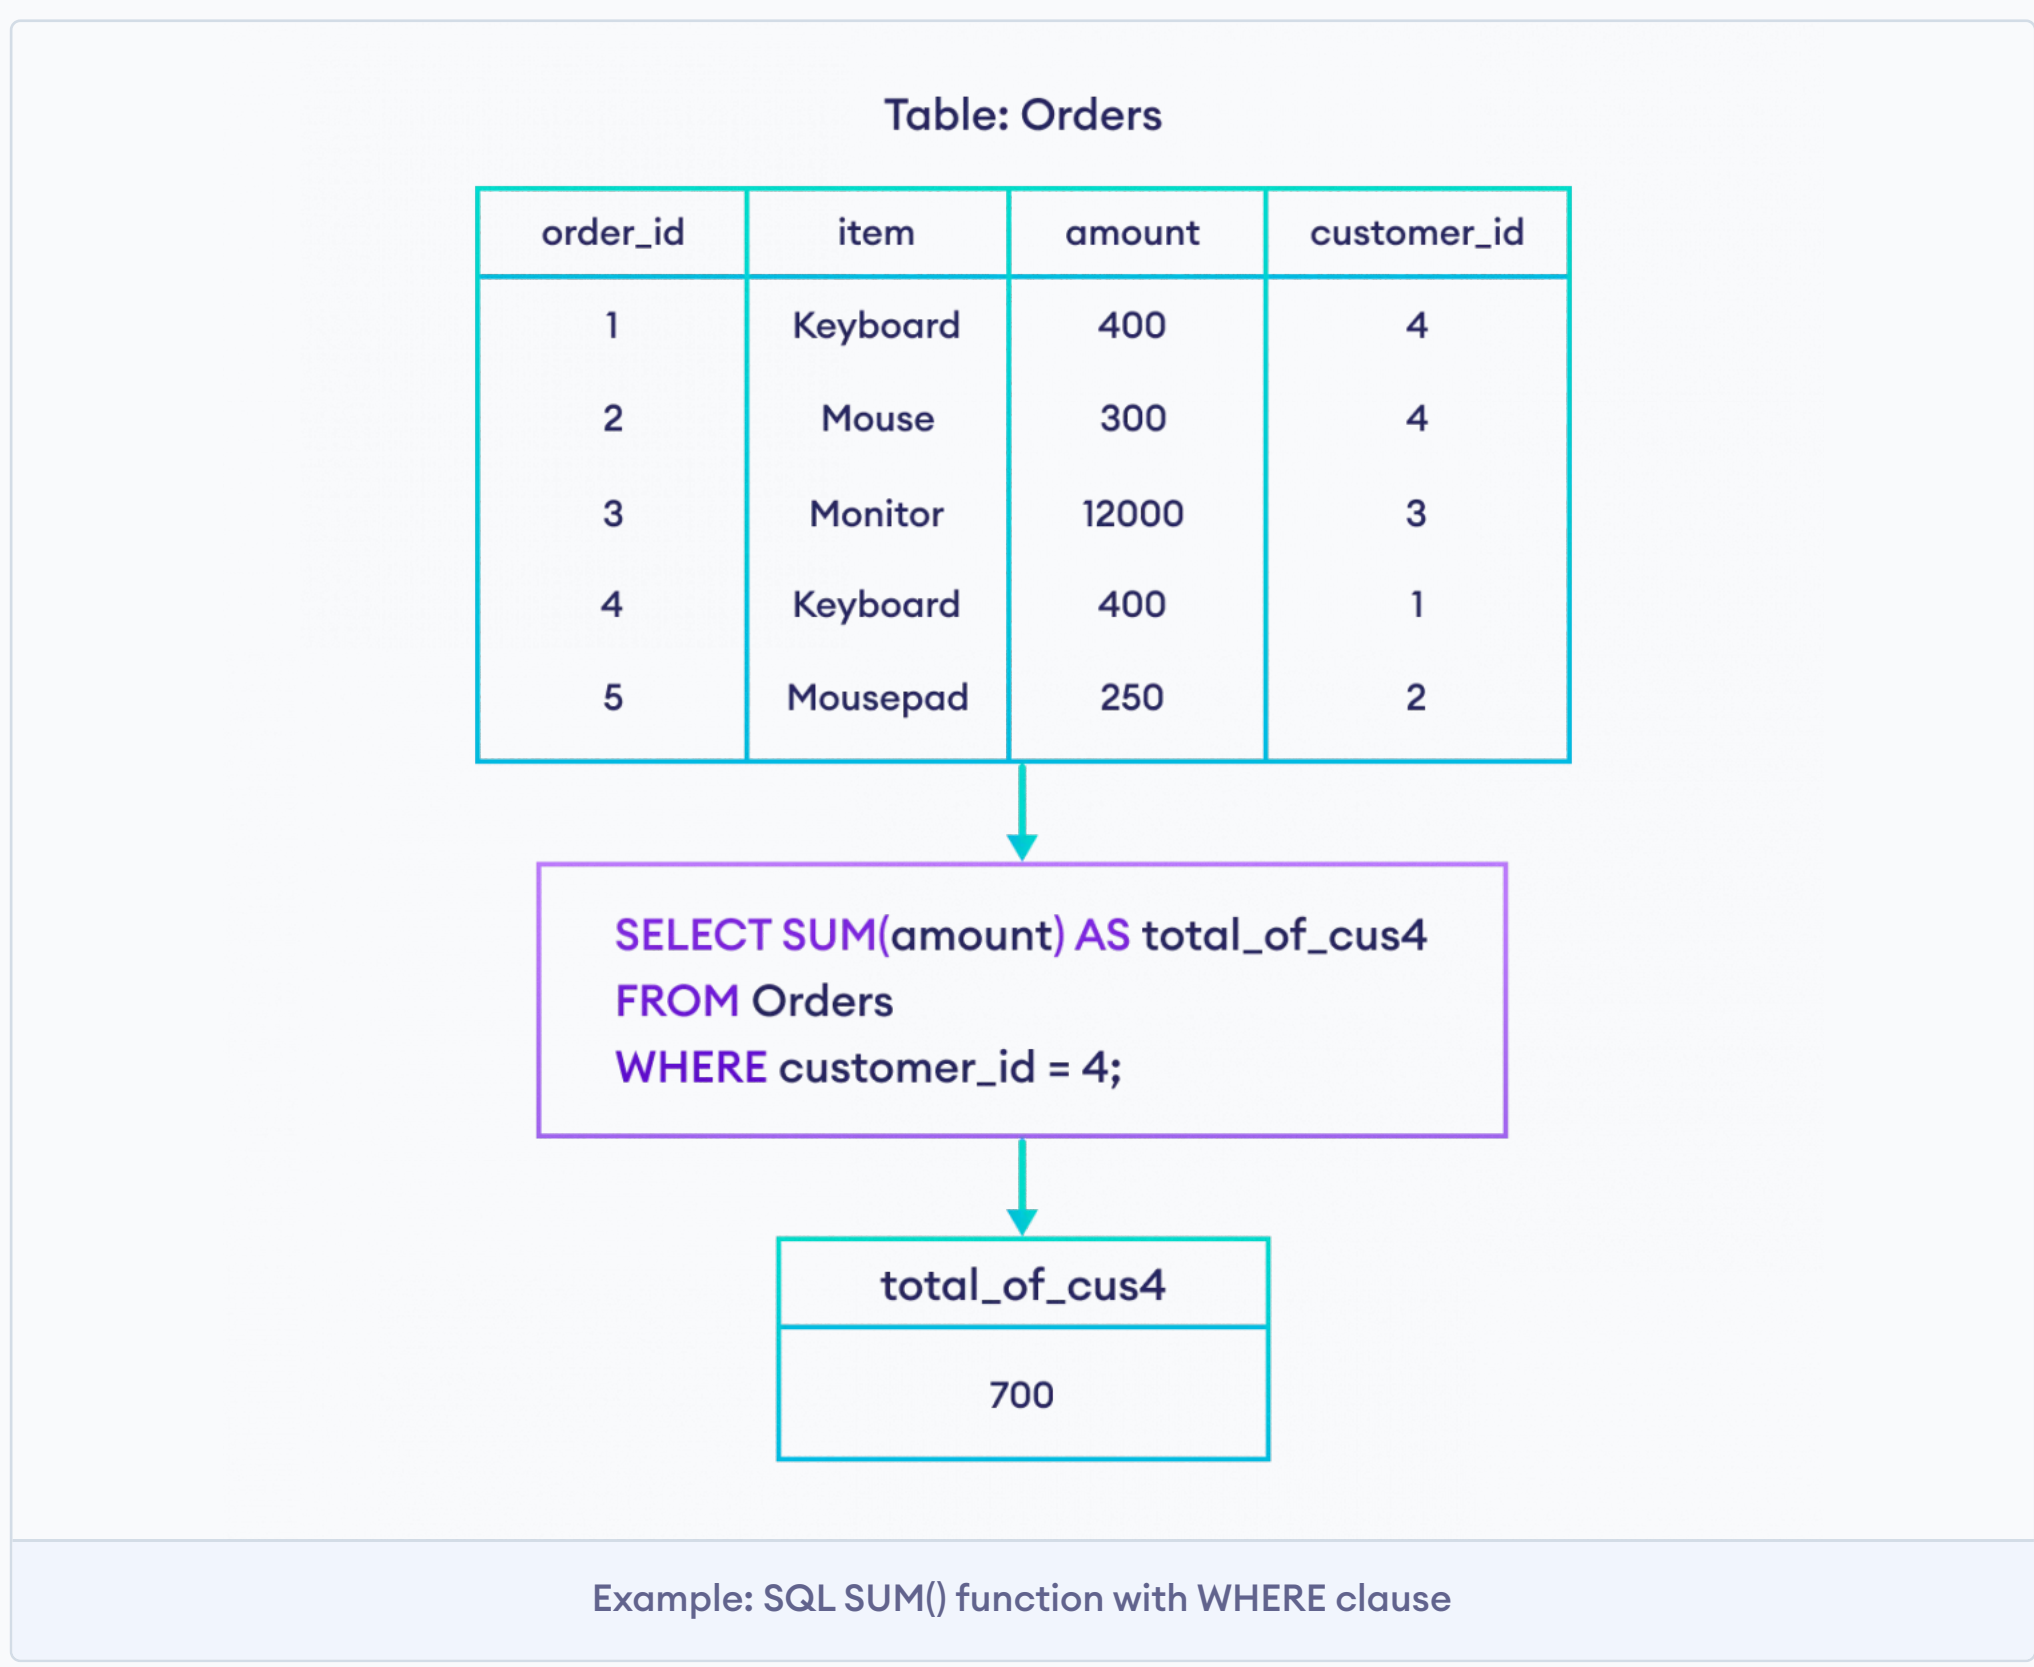 Table: Orders
order_id item amount customer_id
1 Keyboard 400 4
2 Mouse 300 4
3 Monitor 12000 3
4 Keyboard 400 1
5 Mousepad 250 2
SELECT SUM(amount) AS total_of_cus4
FROM Orders
WHERE customer_id = 4;
total_of_cus4
700
Example: SQL SUM() function with WHERE clause